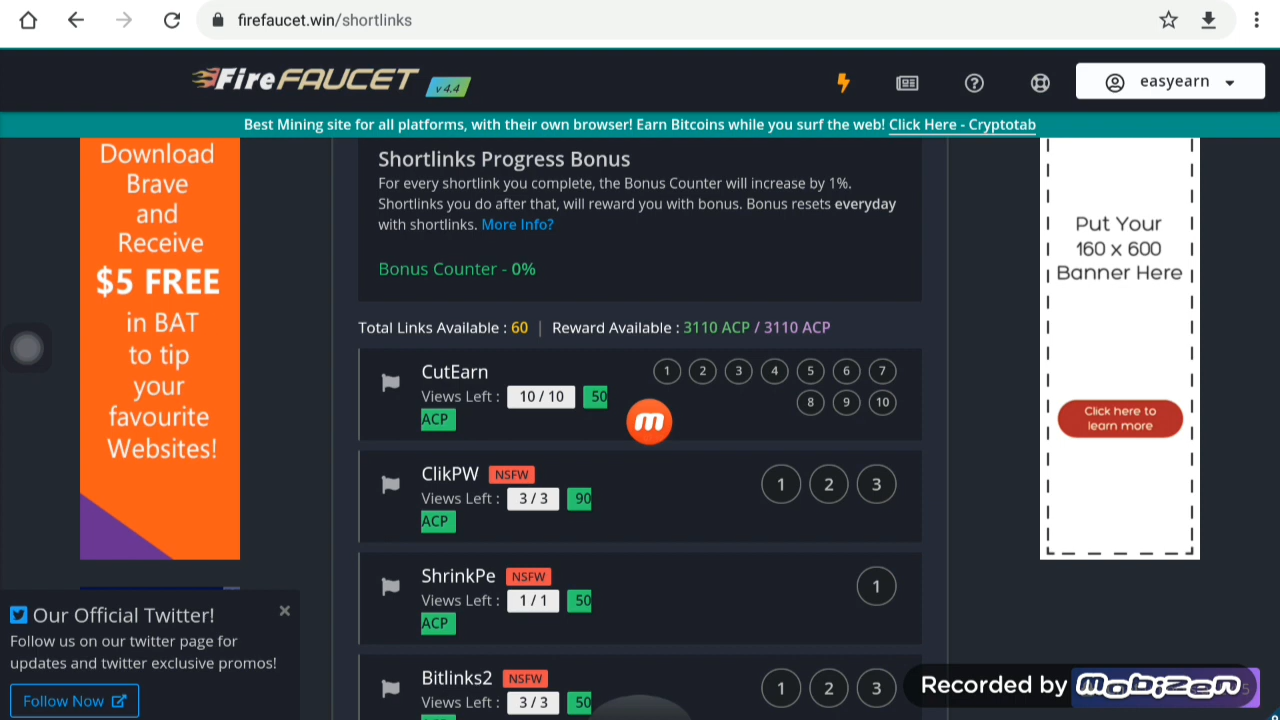 firefaucet.win/shortlinks
FireFAUCET v 4.4
easyearn
Best Mining site for all platforms, with their own browser! Earn Bitcoins while you surf the web! Click Here - Cryptotab
Download
Brave
and
Receive
$5 FREE
in BAT
to tip
your
favourite
Websites!
Shortlinks Progress Bonus
For every shortlink you complete, the Bonus Counter will increase by 1%.
Shortlinks you do after that, will reward you with bonus. Bonus resets everyday
with shortlinks. More Info?
Bonus Counter - 0%
Total Links Available : 60 | Reward Available : 3110 ACP / 3110 ACP
CutEarn
1 2 3 4 5 6 7
Views Left : 10 / 10 50
8 9 10
ACP
m
ClikPW NSFW
1 2 3
Views Left : 3 / 3 90
ACP
ShrinkPe NSFW
1
Views Left : 1 / 1 50
ACP
Bitlinks2 NSFW
1 2 3
Views Left : 3 / 3 50
Put Your
160 x 600
Banner Here
Click here to
learn more
Our Official Twitter!
Follow us on our twitter page for
updates and twitter exclusive promos!
Follow Now
Recorded by mobizen